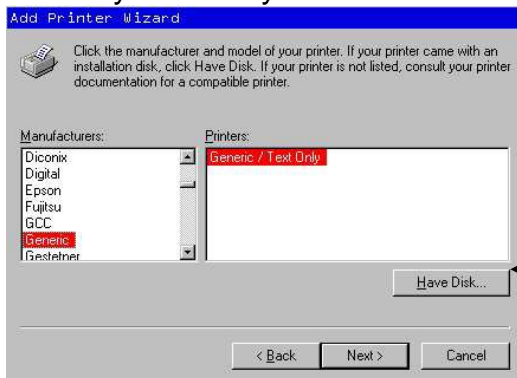 Add Printer Wizard
Click the manufacturer and model of your printer. If your printer came with an
installation disk, click Have Disk. If your printer is not listed, consult your printer
documentation for a compatible printer.
Manufacturers:
Printers:
Diconix
Digital
Epson
Fujitsu
GCC
Generic
Gestetner
Generic / Text Only
Have Disk...
< Back
Next >
Cancel